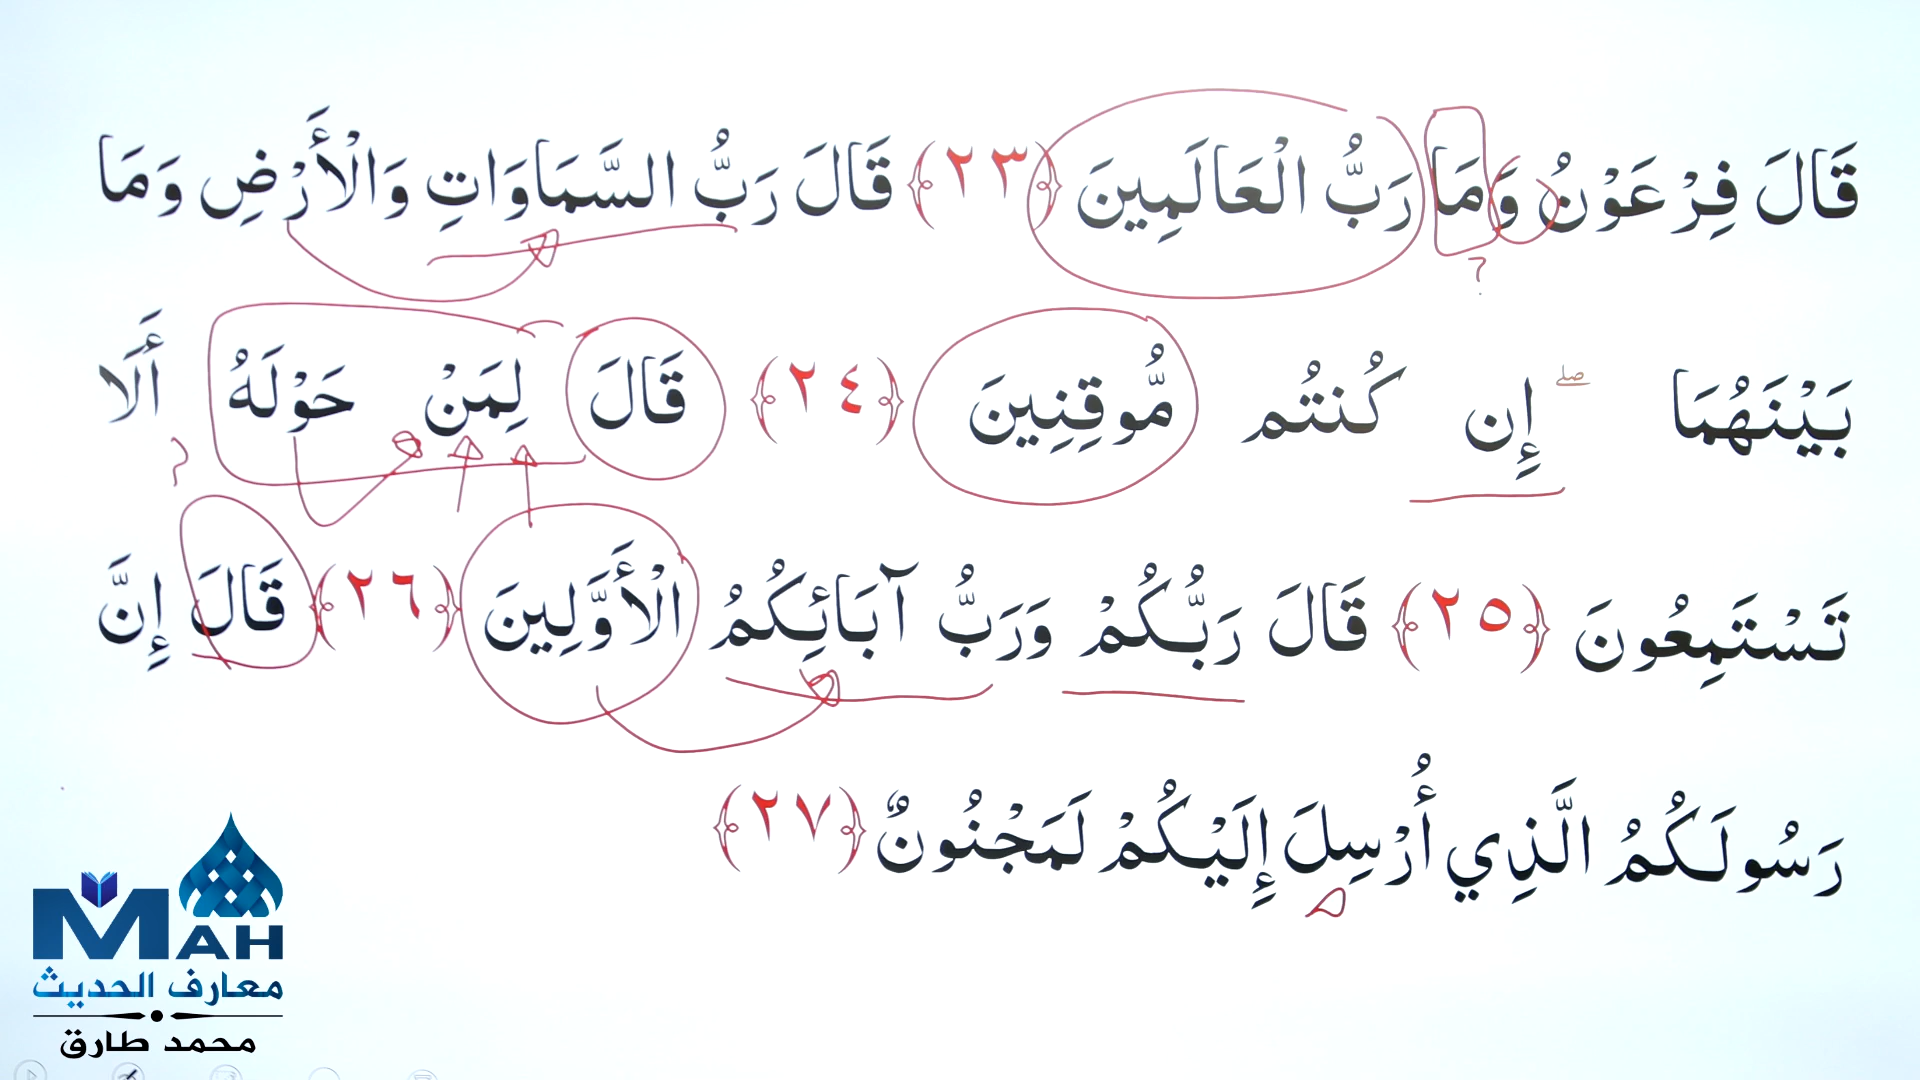 قَالَ فِرْعَوْنُ وَمَا رَبُّ الْعَالَمِينَ ﴿٢٣﴾ قَالَ رَبُّ السَّمَاوَاتِ وَالْأَرْضِ وَمَا
بَيْنَهُمَا ۖ إِن كُنتُم مُّوقِنِينَ ﴿٢٤﴾ قَالَ لِمَنْ حَوْلَهُ أَلَا
تَسْتَمِعُونَ ﴿٢٥﴾ قَالَ رَبُّكُمْ وَرَبُّ آبَائِكُمُ الْأَوَّلِينَ ﴿٢٦﴾ قَالَ إِنَّ
رَسُولَكُمُ الَّذِي أُرْسِلَ إِلَيْكُمْ لَمَجْنُونٌ ﴿٢٧﴾
MAH
معارف الحديث
محمد طارق